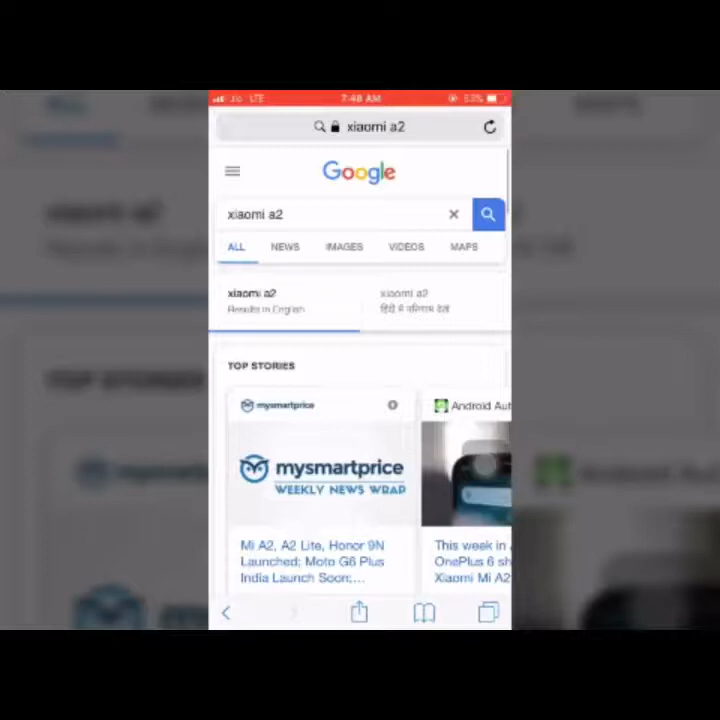 Jio LTE 7:48 AM 53%
xiaomi a2
Google
xiaomi a2
ALL NEWS IMAGES VIDEOS MAPS
xiaomi a2 xiaomi a2
Results in English हिंदी में परिणाम देखें
TOP STORIES
mysmartprice Android Aut
mysmartprice
WEEKLY NEWS WRAP
Mi A2, A2 Lite, Honor 9N
Launched; Moto G6 Plus
India Launch Soon;...
This week in
OnePlus 6 sh
Xiaomi Mi A2